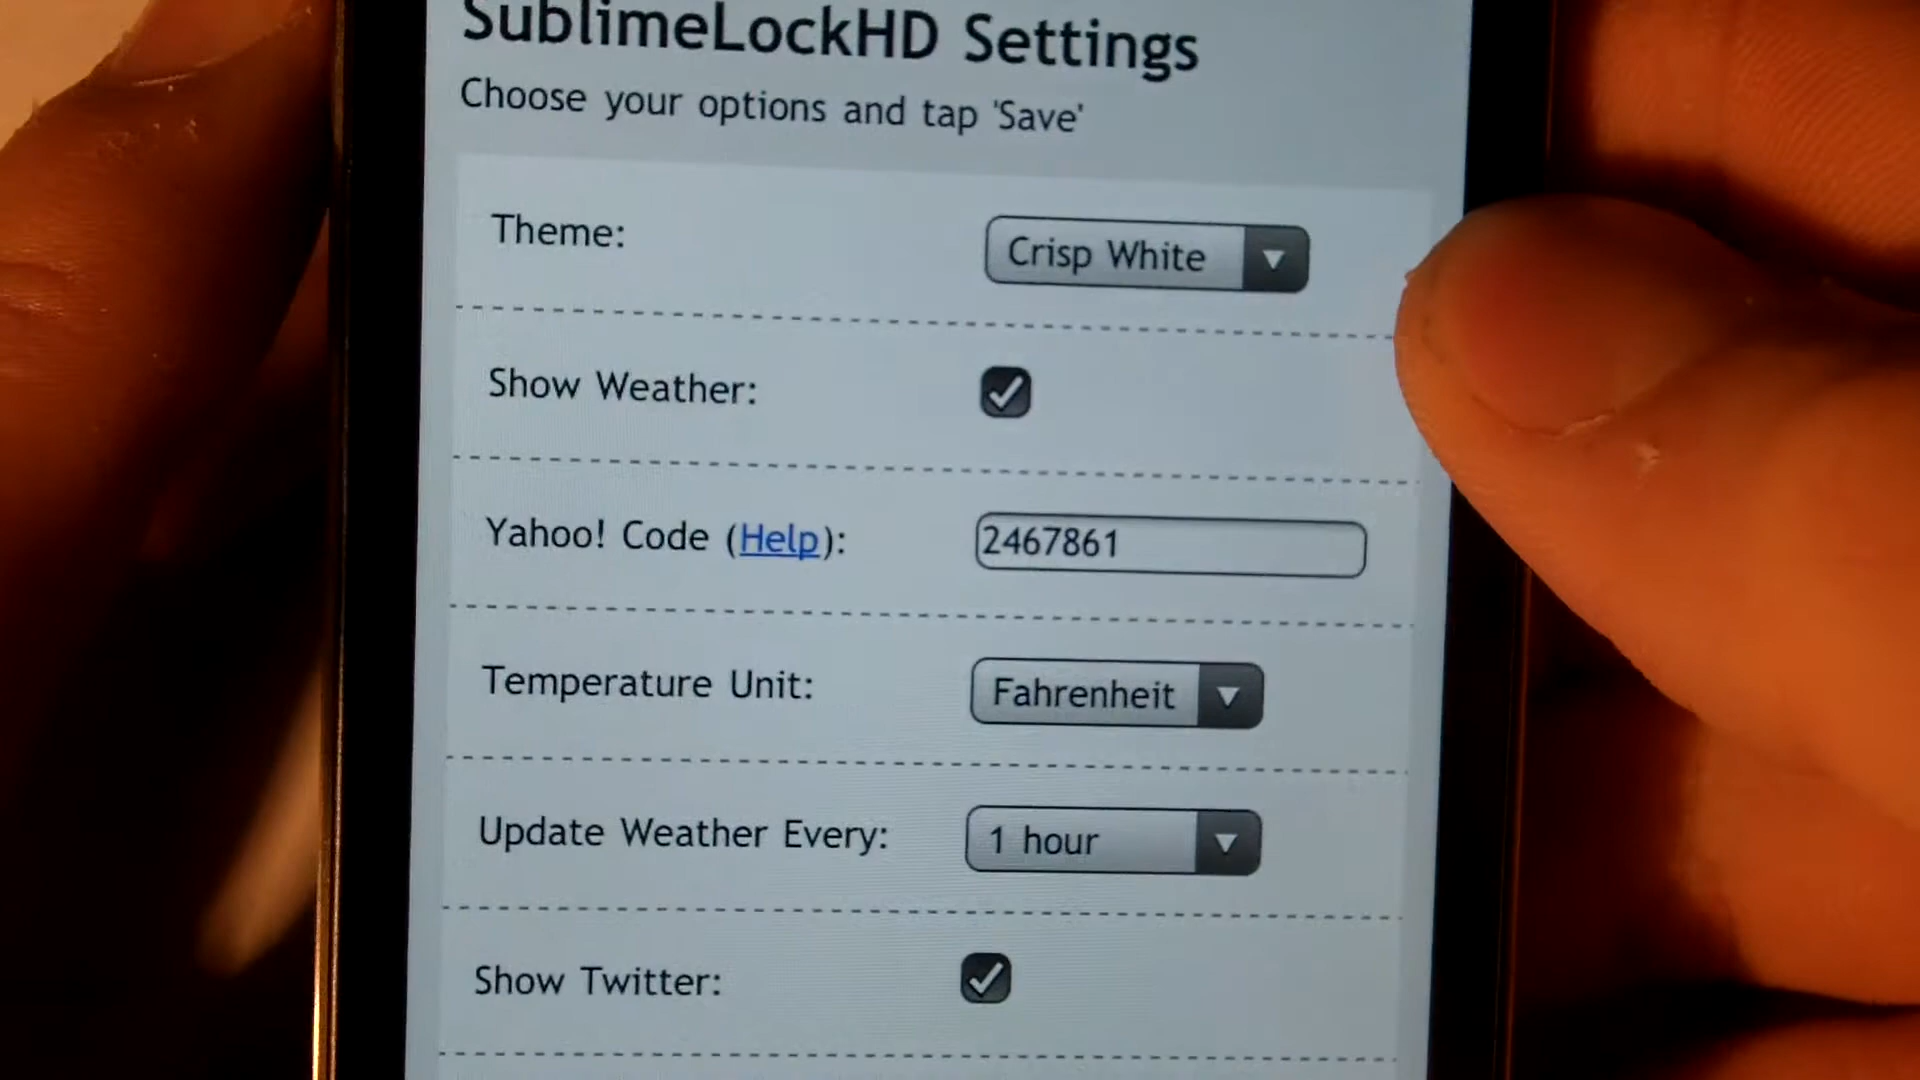 SublimeLockHD Settings
Choose your options and tap 'Save'
Theme: Crisp White
Show Weather:
Yahoo! Code (Help): 2467861
Temperature Unit: Fahrenheit
Update Weather Every: 1 hour
Show Twitter: